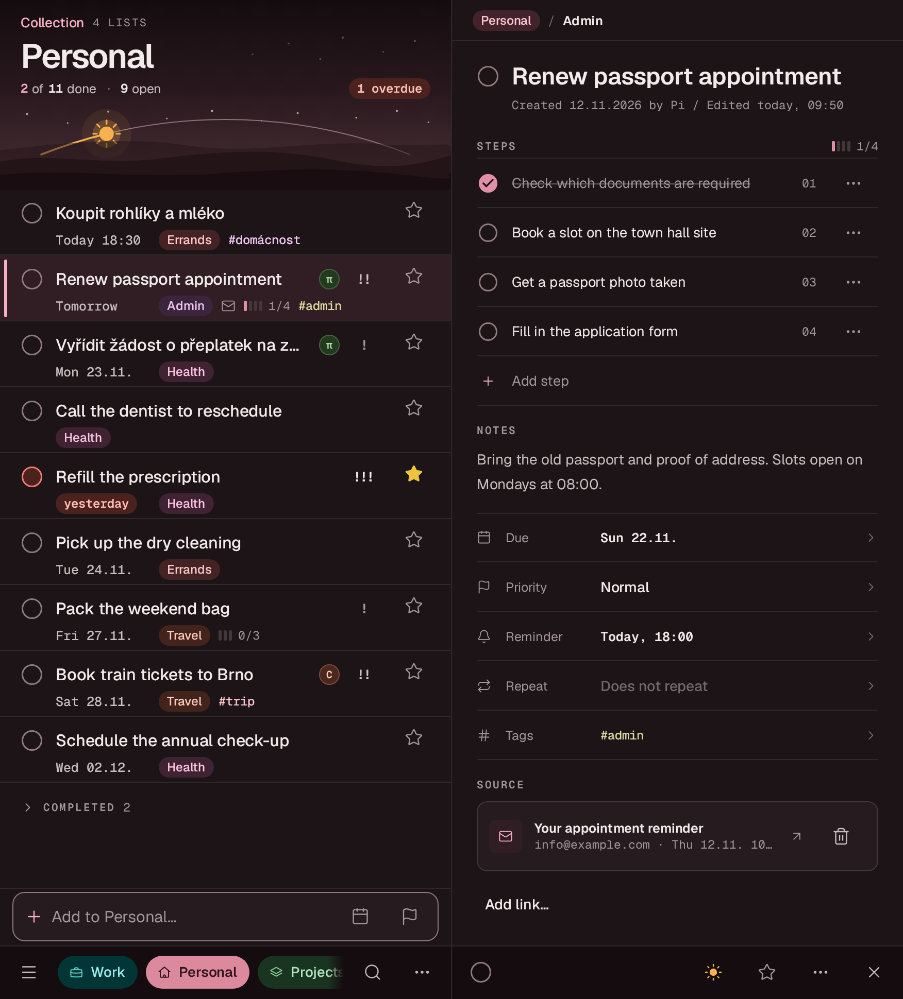 Collection 4 LISTS
Personal
2 of 11 done · 9 open
1 overdue
Koupit rohlíky a mléko
Today 18:30 Errands #domácnost
Renew passport appointment π !!
Tomorrow Admin 1/4 #admin
Vyřídit žádost o přeplatek na z… π !
Mon 23.11. Health
Call the dentist to reschedule
Health
Refill the prescription !!!
yesterday Health
Pick up the dry cleaning
Tue 24.11. Errands
Pack the weekend bag !
Fri 27.11. Travel 0/3
Book train tickets to Brno C !!
Sat 28.11. Travel #trip
Schedule the annual check-up
Wed 02.12. Health
COMPLETED 2
Add to Personal…
Work Personal Projects
Personal / Admin
Renew passport appointment
Created 12.11.2026 by Pi / Edited today, 09:50
STEPS 1/4
Check which documents are required 01
Book a slot on the town hall site 02
Get a passport photo taken 03
Fill in the application form 04
Add step
NOTES
Bring the old passport and proof of address. Slots open on
Mondays at 08:00.
Due Sun 22.11.
Priority Normal
Reminder Today, 18:00
Repeat Does not repeat
Tags #admin
SOURCE
Your appointment reminder
info@example.com · Thu 12.11. 10…
Add link…